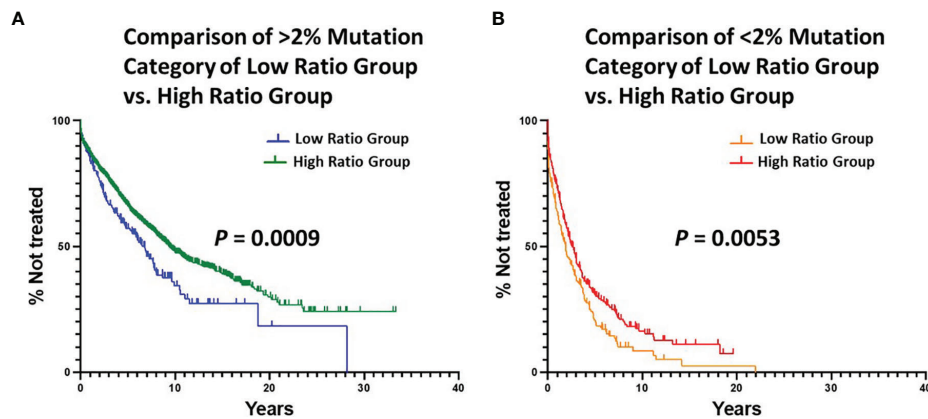 A
Comparison of >2% Mutation
Category of Low Ratio Group
vs. High Ratio Group
100
50
0
% Not treated
Low Ratio Group
High Ratio Group
P = 0.0009
0 10 20 30 40
Years
B
Comparison of <2% Mutation
Category of Low Ratio Group
vs. High Ratio Group
100
50
0
% Not treated
Low Ratio Group
High Ratio Group
P = 0.0053
0 10 20 30 40
Years